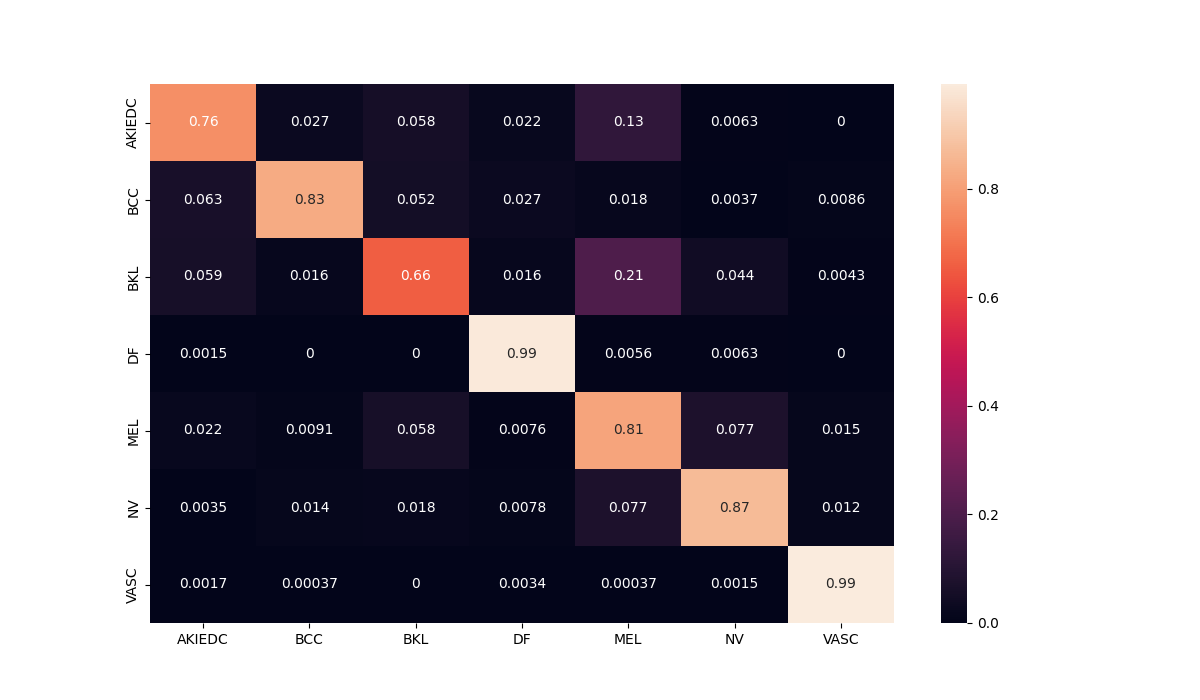 AKIEDC 0.76 0.027 0.058 0.022 0.13 0.0063 0
BCC 0.063 0.83 0.052 0.027 0.018 0.0037 0.0086
BKL 0.059 0.016 0.66 0.016 0.21 0.044 0.0043
DF 0.0015 0 0 0.99 0.0056 0.0063 0
MEL 0.022 0.0091 0.058 0.0076 0.81 0.077 0.015
NV 0.0035 0.014 0.018 0.0078 0.077 0.87 0.012
VASC 0.0017 0.00037 0 0.0034 0.00037 0.0015 0.99
AKIEDC BCC BKL DF MEL NV VASC
0.8
0.6
0.4
0.2
0.0